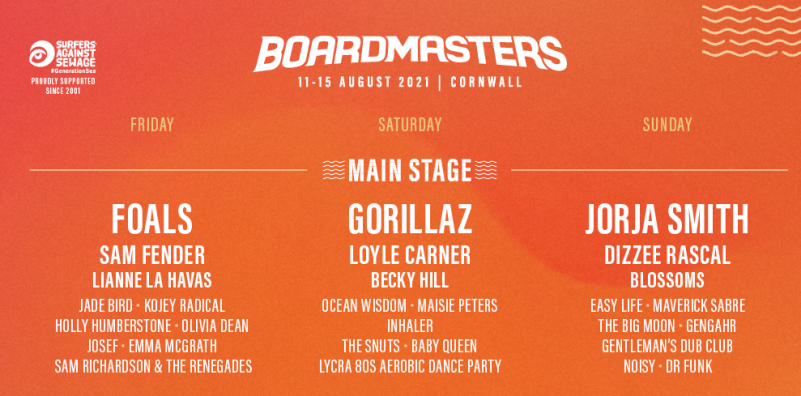 SURFERS
AGAINST
SEWAGE
#GenerationSea
PROUDLY SUPPORTED
SINCE 2001
BOARDMASTERS
11-15 AUGUST 2021 | CORNWALL
FRIDAY
SATURDAY
SUNDAY
MAIN STAGE
FOALS
SAM FENDER
LIANNE LA HAVAS
JADE BIRD • KOJEY RADICAL
HOLLY HUMBERSTONE • OLIVIA DEAN
JOSEF • EMMA MCGRATH
SAM RICHARDSON & THE RENEGADES
GORILLAZ
LOYLE CARNER
BECKY HILL
OCEAN WISDOM • MAISIE PETERS
INHALER
THE SNUTS • BABY QUEEN
LYCRA 80S AEROBIC DANCE PARTY
JORJA SMITH
DIZZEE RASCAL
BLOSSOMS
EASY LIFE • MAVERICK SABRE
THE BIG MOON • GENGAHR
GENTLEMAN'S DUB CLUB
NOISY • DR FUNK